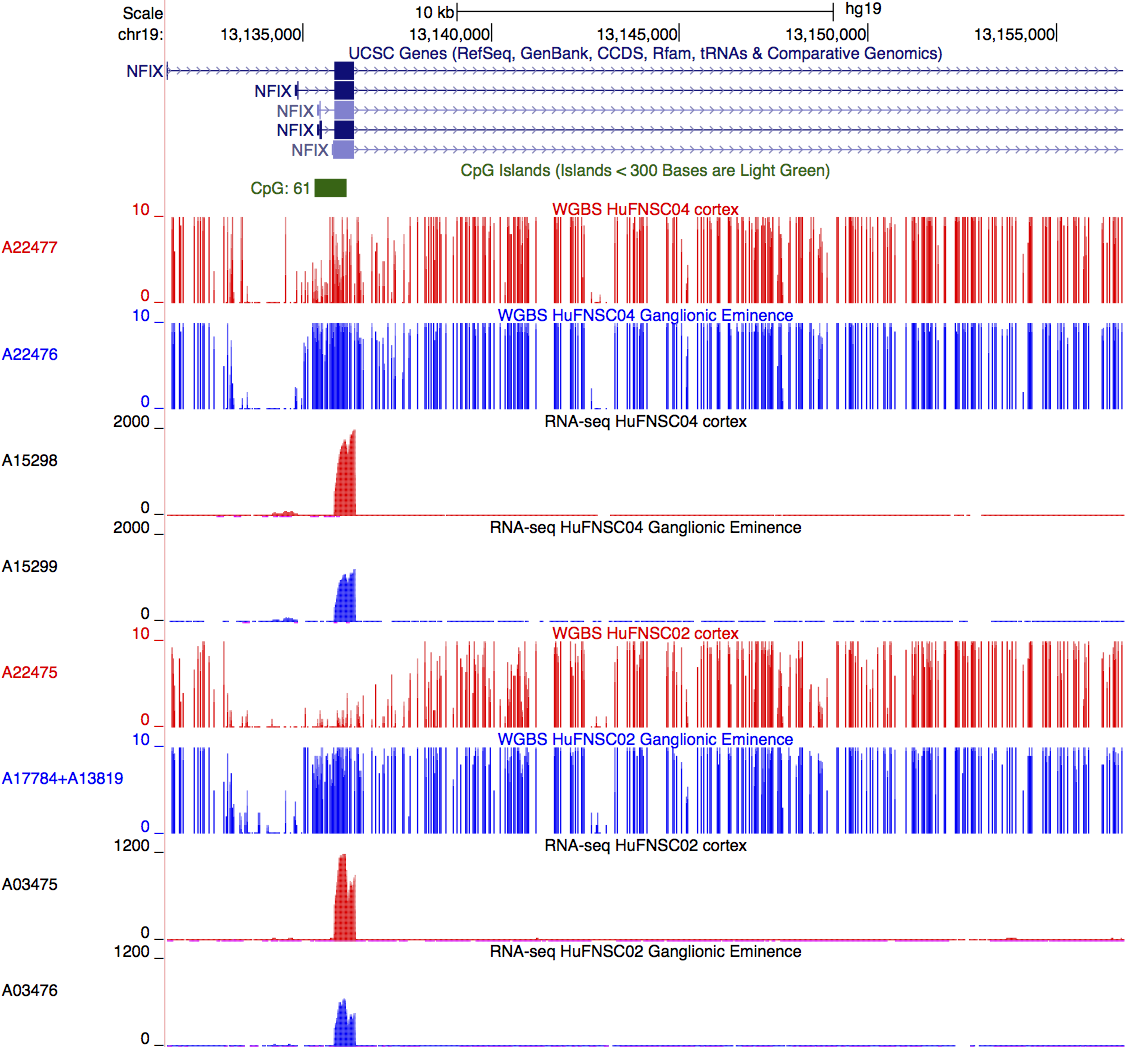 Scale 10 kb hg19
chr19: 13,135,000 13,140,000 13,145,000 13,150,000 13,155,000
UCSC Genes (RefSeq, GenBank, CCDS, Rfam, tRNAs & Comparative Genomics)
NFIX
NFIX
NFIX
NFIX
NFIX
CpG Islands (Islands < 300 Bases are Light Green)
CpG: 61
WGBS HuFNSC04 cortex
10
A22477
0
WGBS HuFNSC04 Ganglionic Eminence
10
A22476
0
RNA-seq HuFNSC04 cortex
2000
A15298
0
RNA-seq HuFNSC04 Ganglionic Eminence
2000
A15299
0
WGBS HuFNSC02 cortex
10
A22475
0
WGBS HuFNSC02 Ganglionic Eminence
10
A17784+A13819
0
RNA-seq HuFNSC02 cortex
1200
A03475
0
RNA-seq HuFNSC02 Ganglionic Eminence
1200
A03476
0